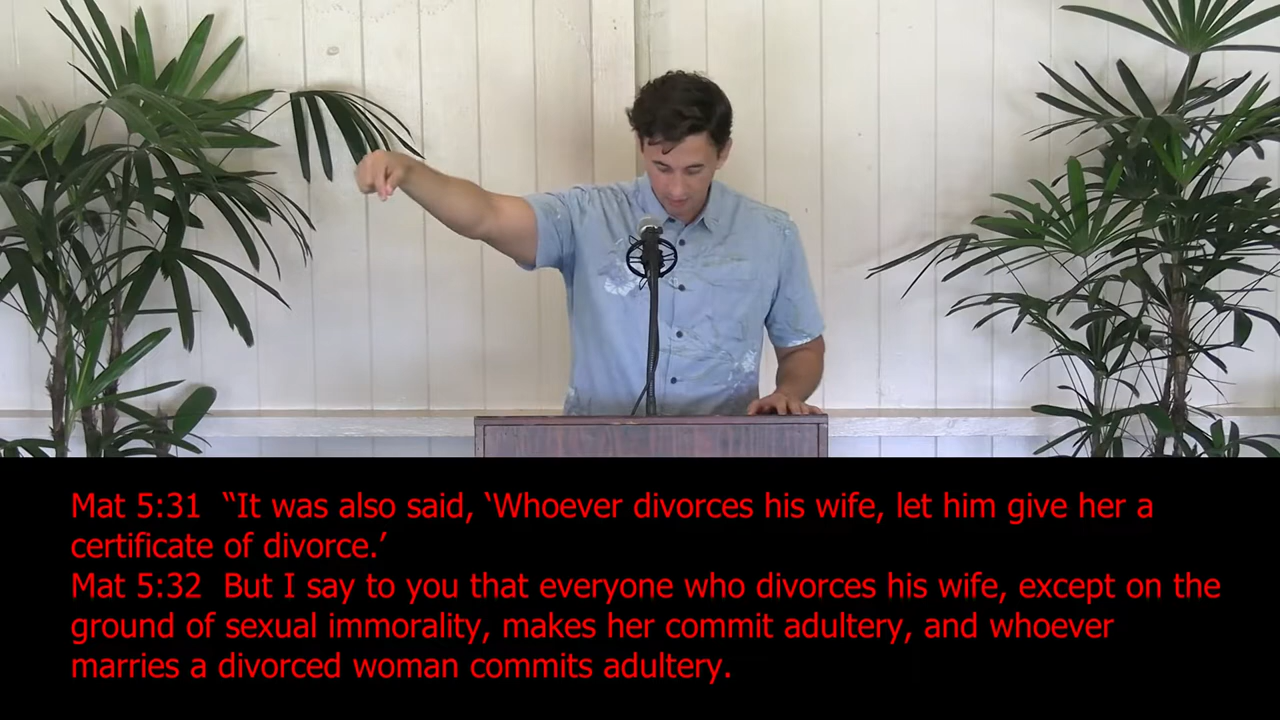 Mat 5:31  “It was also said, ‘Whoever divorces his wife, let him give her a
certificate of divorce.’
Mat 5:32  But I say to you that everyone who divorces his wife, except on the
ground of sexual immorality, makes her commit adultery, and whoever
marries a divorced woman commits adultery.